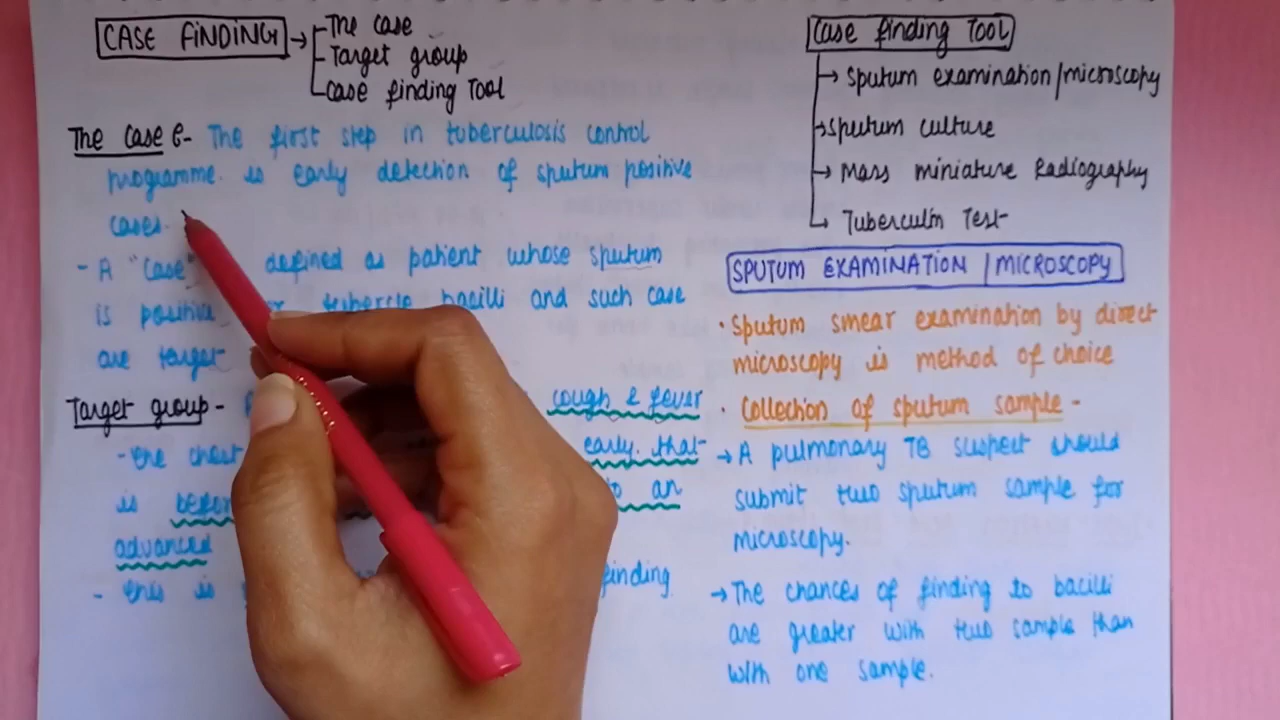 CASE FINDING →
The case
Target group
Case finding Tool
The case :- The first step in tuberculosis control
programme is early detection of sputum positive
cases.
- A "case" defined as patient whose sputum
is positive tubercle bacilli and such case
are target
Target group - cough & fever
- the chest early that
is an
advanced
- This is finding
Case finding Tool
→ Sputum examination/microscopy
→ Sputum culture
→ Mass miniature Radiography
→ Tuberculin Test
SPUTUM EXAMINATION / MICROSCOPY
• Sputum smear examination by direct
microscopy is method of choice
• Collection of sputum sample -
→ A pulmonary TB suspect should
submit two sputum sample for
microscopy.
→ The chances of finding to bacilli
are greater with two sample than
with one sample.